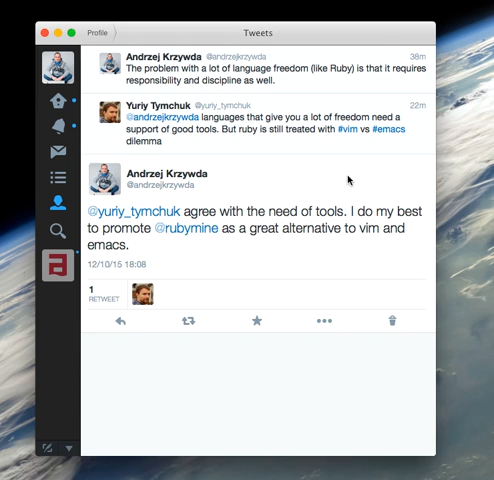 Profile
Tweets
Andrzej Krzywda @andrzejkrzywda 38m
The problem with a lot of language freedom (like Ruby) is that it requires
responsibility and discipline as well.
Yuriy Tymchuk @yuriy_tymchuk 22m
@andrzejkrzywda languages that give you a lot of freedom need a
support of good tools. But ruby is still treated with #vim vs #emacs
dilemma
Andrzej Krzywda
@andrzejkrzywda
@yuriy_tymchuk agree with the need of tools. I do my best
to promote @rubymine as a great alternative to vim and
emacs.
12/10/15 18:08
1
RETWEET
a